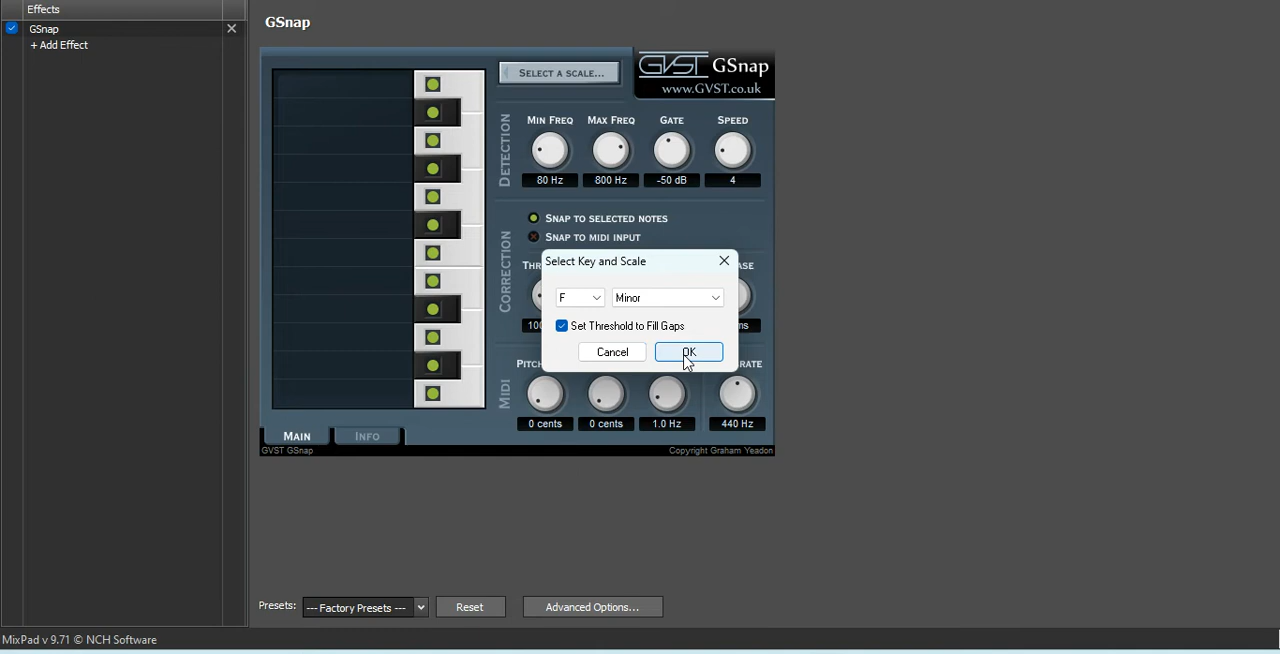 Effects
GSnap
+ Add Effect
GSnap
SELECT A SCALE...
GVST GSnap
www.GVST.co.uk
DETECTION
MIN FREQ MAX FREQ GATE SPEED
80 Hz 800 Hz -50 dB 4
CORRECTION
SNAP TO SELECTED NOTES
SNAP TO MIDI INPUT
Select Key and Scale
F Minor
Set Threshold to Fill Gaps
Cancel OK
MIDI
0 cents 0 cents 1.0 Hz 440 Hz
MAIN INFO
GVST GSnap Copyright Graham Yeadon
Presets: --- Factory Presets --- Reset Advanced Options...
MixPad v 9.71 © NCH Software